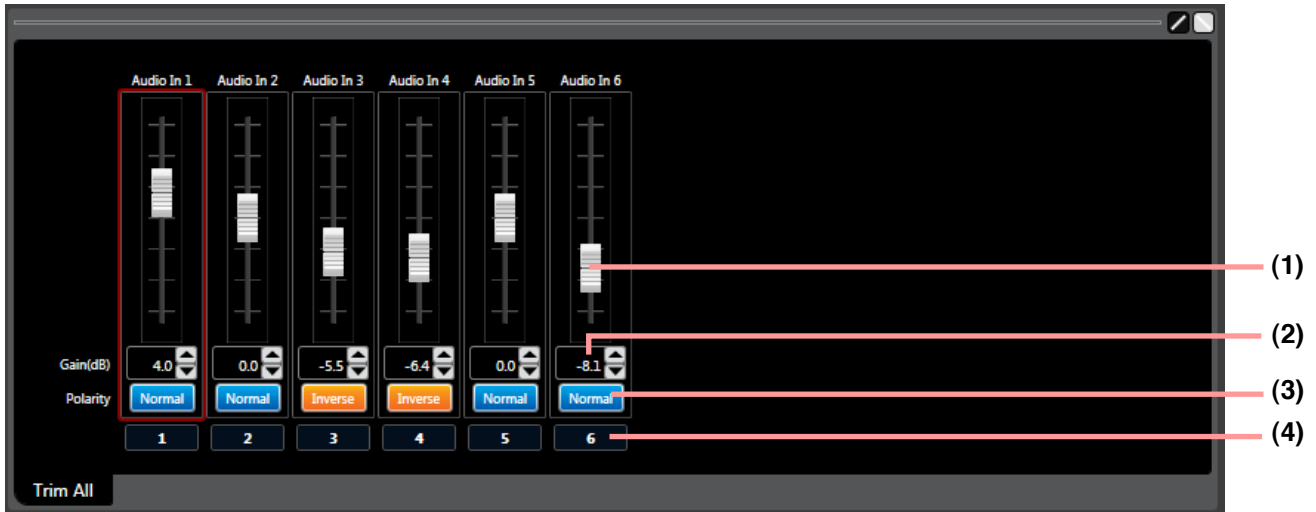 Audio In 1 Audio In 2 Audio In 3 Audio In 4 Audio In 5 Audio In 6
(1)
(2)
Gain(dB) 4.0 0.0 -5.5 -6.4 0.0 -8.1
Polarity Normal Normal Inverse Inverse Normal Normal (3)
1 2 3 4 5 6 (4)
Trim All